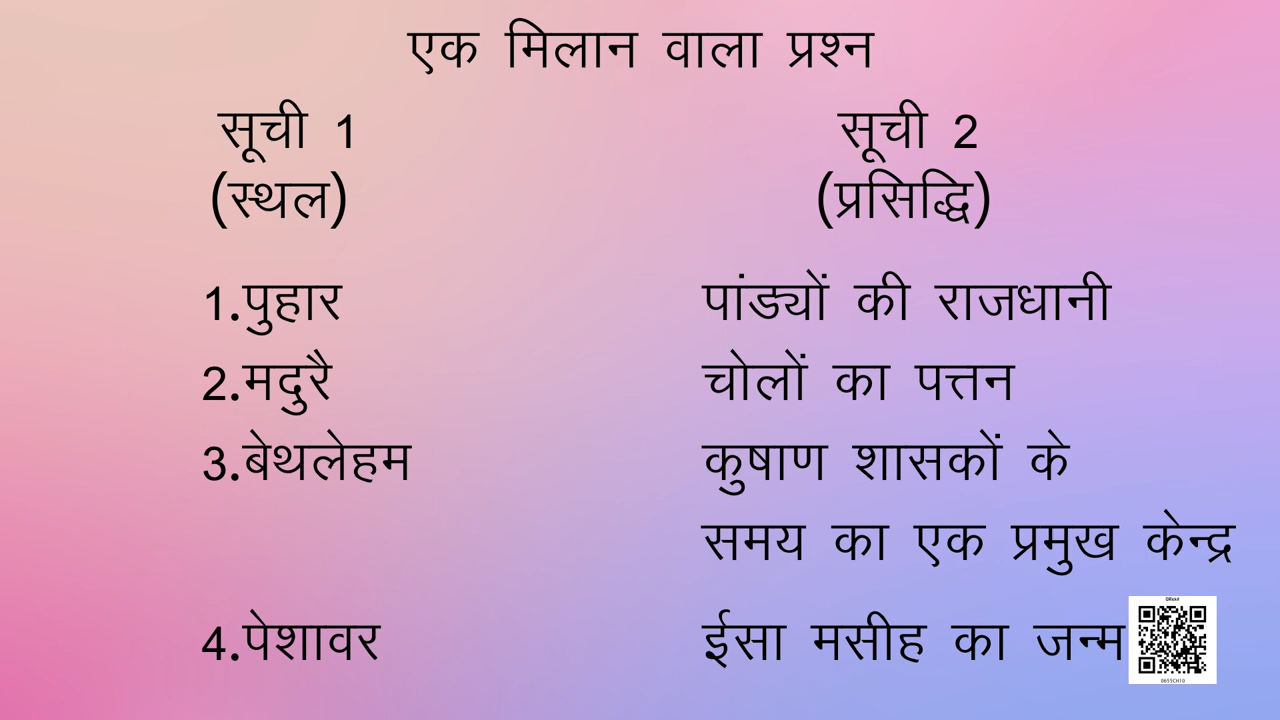 एक मिलान वाला प्रश्न
सूची 1 सूची 2
(स्थल) (प्रसिद्धि)
1.पुहार पांड्यों की राजधानी
2.मदुरै चोलों का पत्तन
3.बेथलेहम कुषाण शासकों के
समय का एक प्रमुख केन्द्र
4.पेशावर ईसा मसीह का जन्म
0655CH10